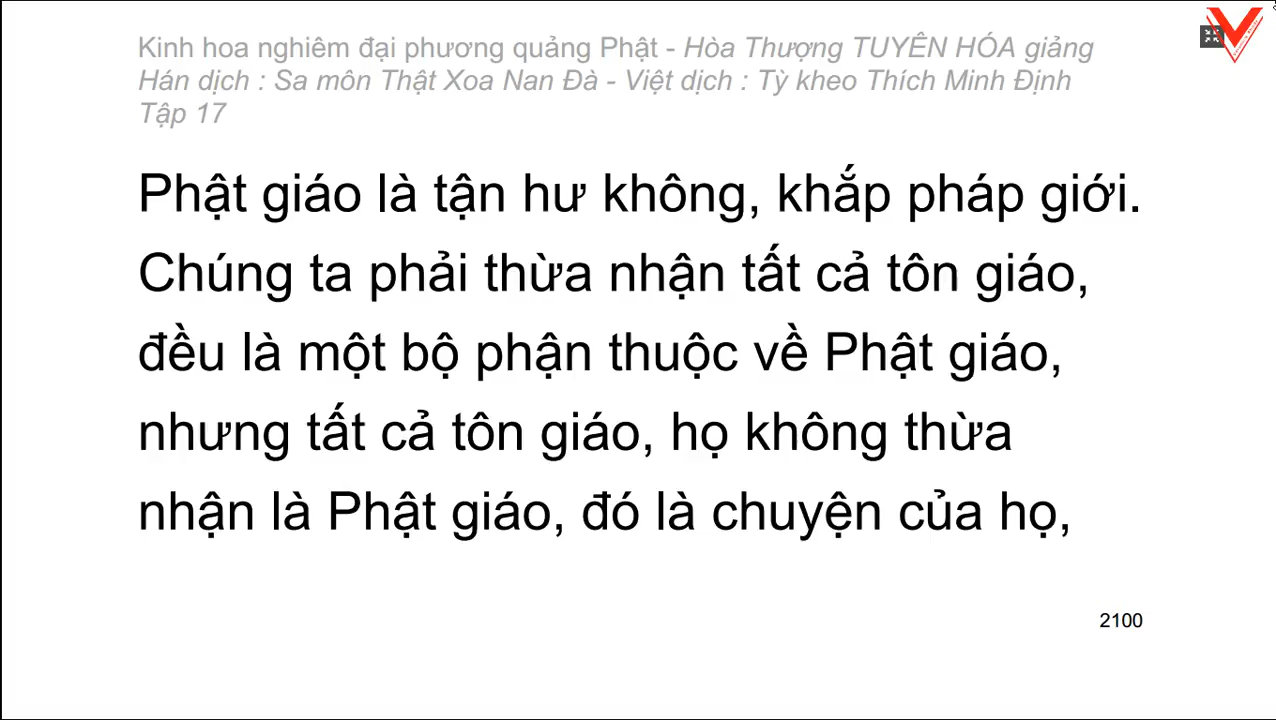 Kinh hoa nghiêm đại phương quảng Phật - Hòa Thượng TUYÊN HÓA giảng
Hán dịch : Sa môn Thật Xoa Nan Đà - Việt dịch : Tỳ kheo Thích Minh Định
Tập 17
Phật giáo là tận hư không, khắp pháp giới.
Chúng ta phải thừa nhận tất cả tôn giáo,
đều là một bộ phận thuộc về Phật giáo,
nhưng tất cả tôn giáo, họ không thừa
nhận là Phật giáo, đó là chuyện của họ,
2100